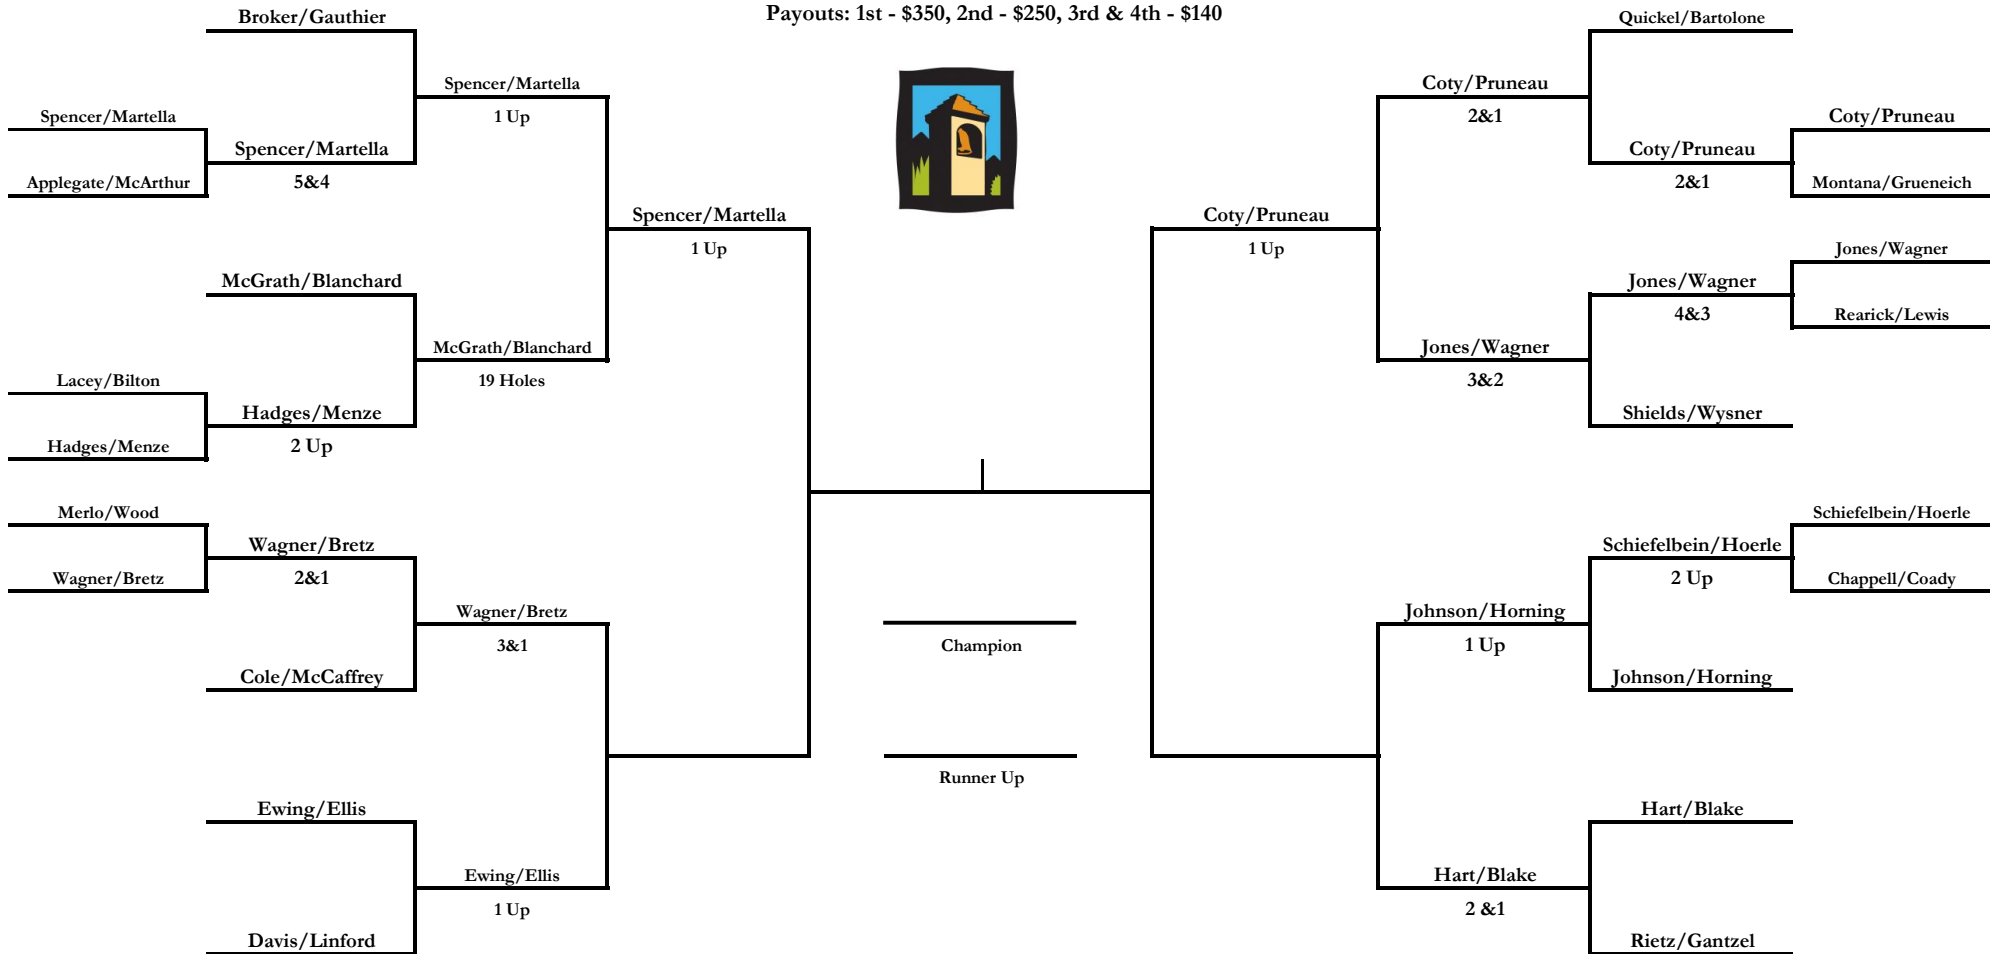 Payouts: 1st - $350, 2nd - $250, 3rd & 4th - $140
Broker/Gauthier
Spencer/Martella
1 Up
Spencer/Martella
Spencer/Martella
5&4
Applegate/McArthur
Spencer/Martella
1 Up
McGrath/Blanchard
McGrath/Blanchard
19 Holes
Lacey/Bilton
Hadges/Menze
2 Up
Hadges/Menze
Merlo/Wood
Wagner/Bretz
2&1
Wagner/Bretz
Wagner/Bretz
3&1
Cole/McCaffrey
Ewing/Ellis
Ewing/Ellis
1 Up
Davis/Linford
Champion
Runner Up
Quickel/Bartolone
Coty/Pruneau
2&1
Coty/Pruneau
Coty/Pruneau
2&1
Montana/Grueneich
Coty/Pruneau
1 Up
Jones/Wagner
Jones/Wagner
4&3
Rearick/Lewis
Jones/Wagner
3&2
Shields/Wysner
Schiefelbein/Hoerle
Schiefelbein/Hoerle
2 Up
Chappell/Coady
Johnson/Horning
1 Up
Johnson/Horning
Hart/Blake
Hart/Blake
2 &1
Rietz/Gantzel